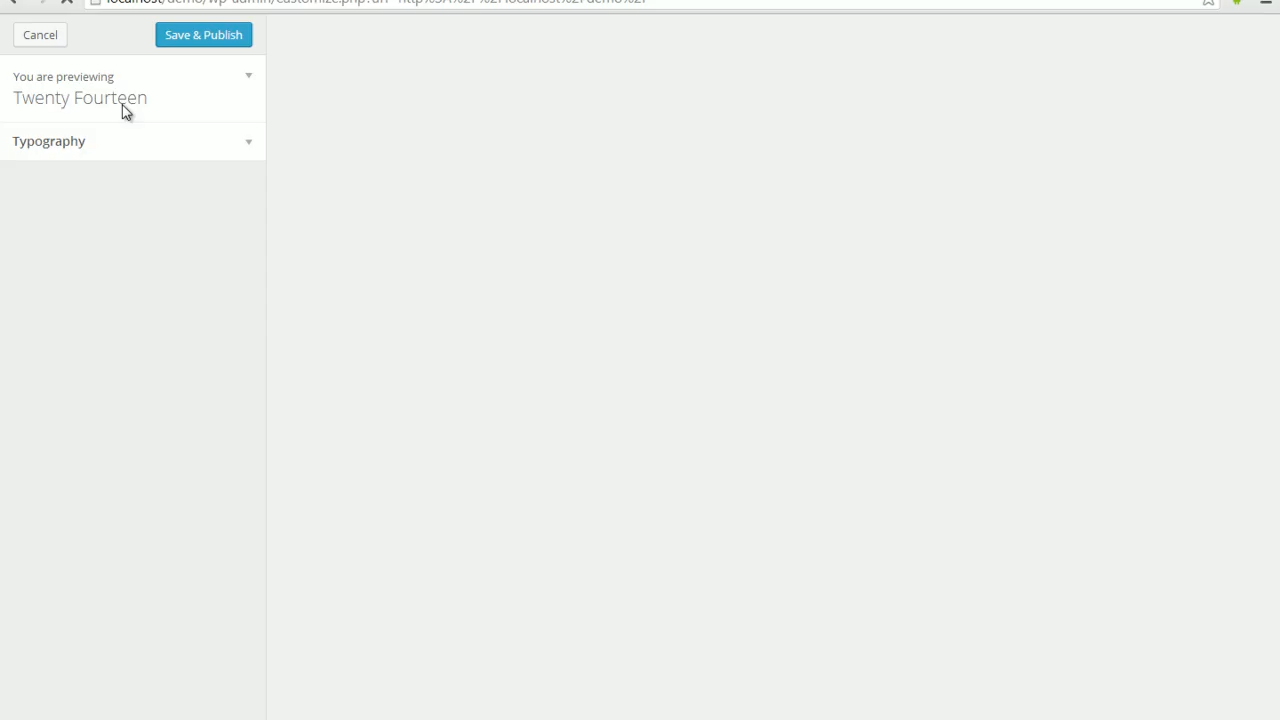 Cancel
Save & Publish
You are previewing
Twenty Fourteen
Typography